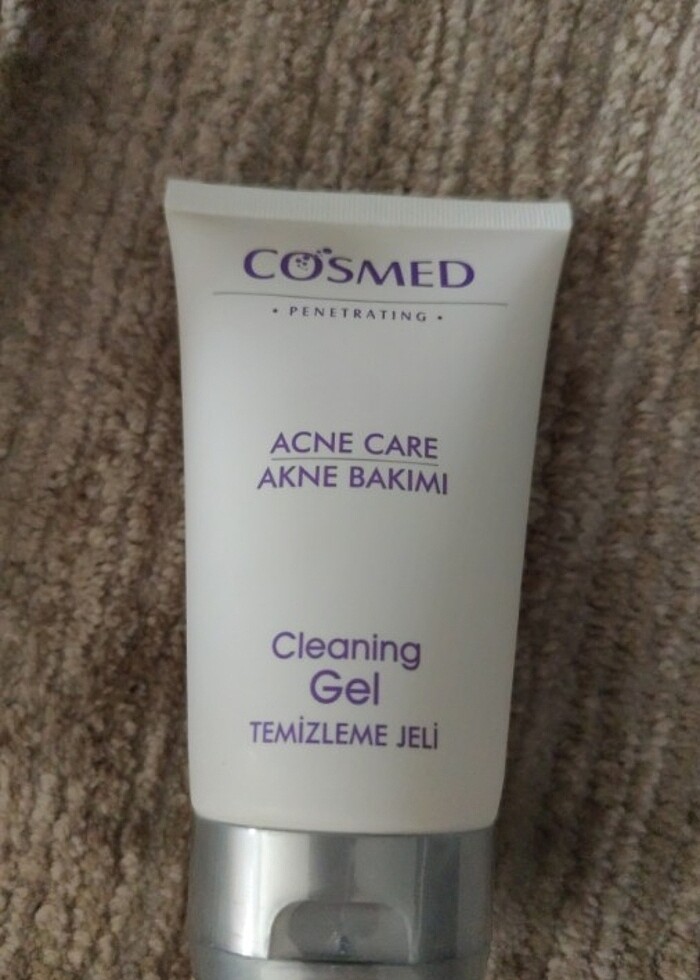 COSMED
• PENETRATING •
ACNE CARE
AKNE BAKIMI
Cleaning
Gel
TEMİZLEME JELİ